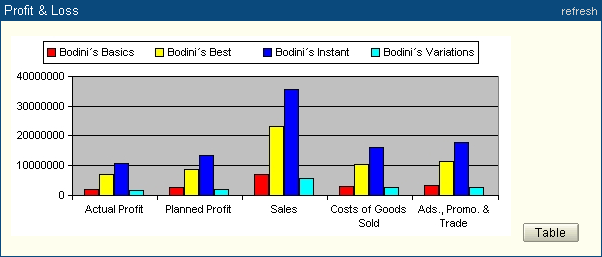 Profit & Loss
refresh
Bodini´s Basics Bodini´s Best Bodini´s Instant Bodini´s Variations
40000000
30000000
20000000
10000000
0
Actual Profit Planned Profit Sales Costs of Goods Sold Ads., Promo. & Trade
Table